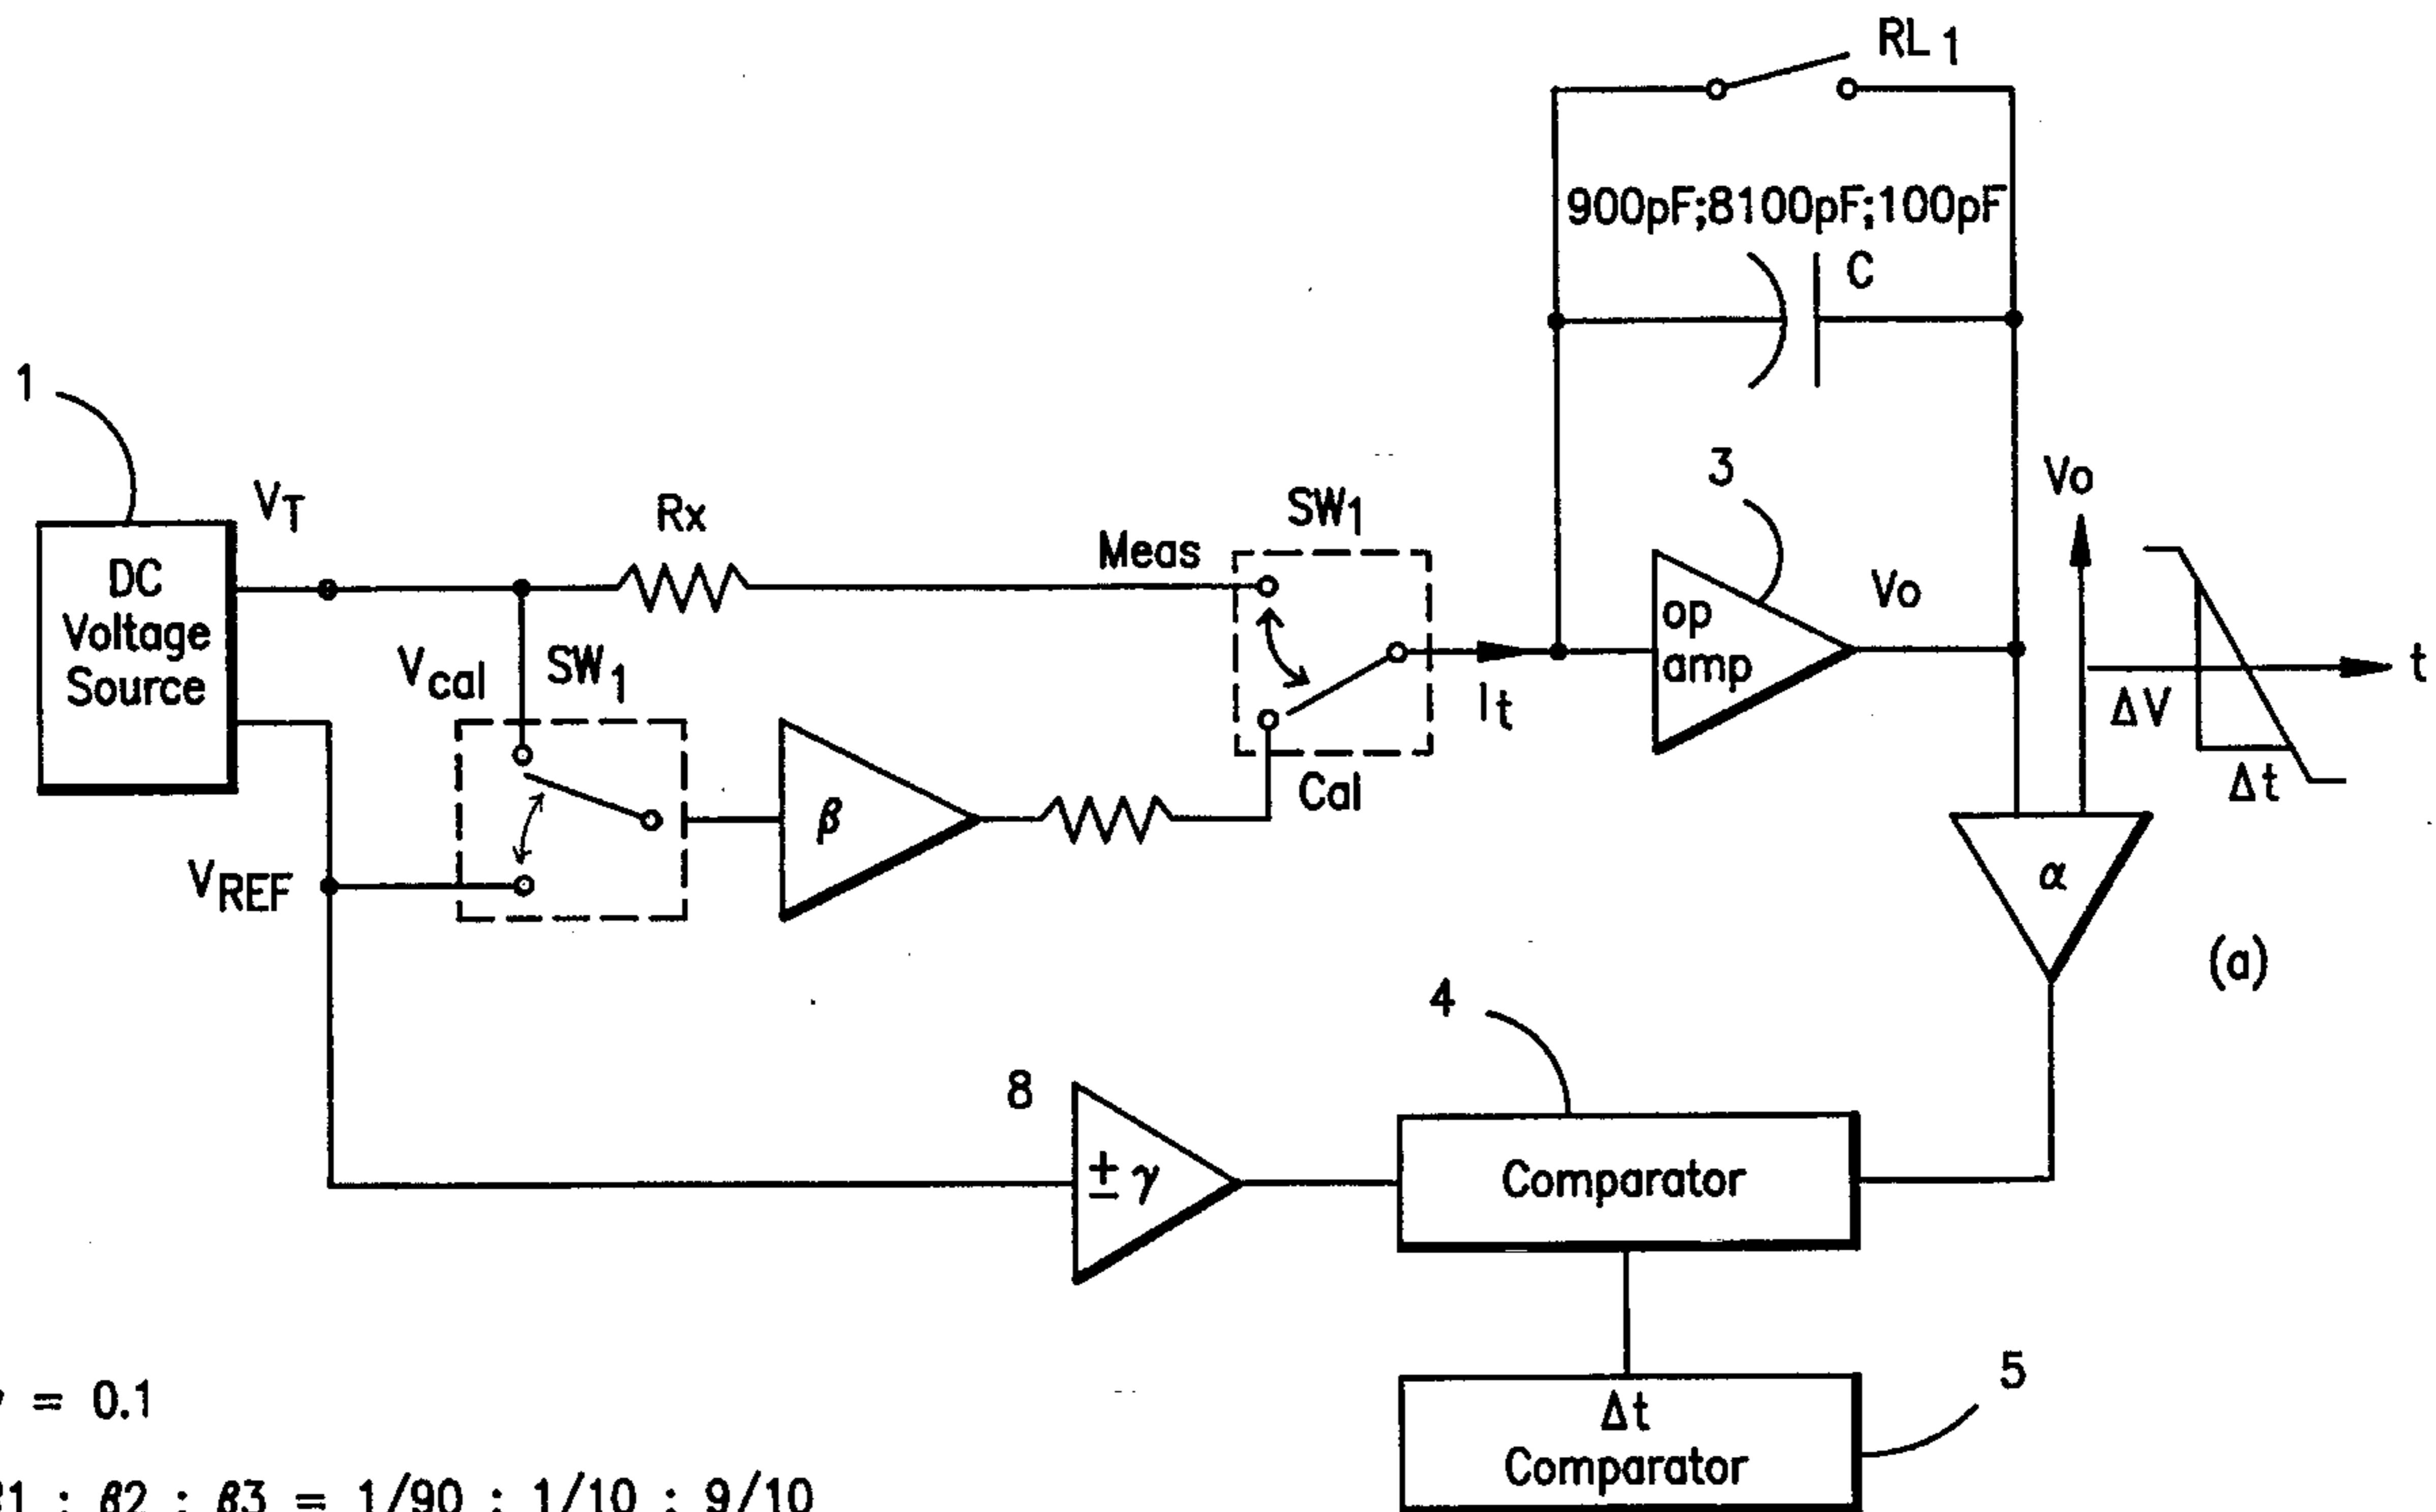 RL1
900pF;8100pF;100pF
C
1
VT
Rx
Meas
SW1
3
Vo
DC
Voltage
Source
op
amp
Vo
t
Vcal
SW1
It
ΔV
Δt
β
Cal
VREF
α
(a)
4
8
± γ
Comparator
= 0.1
5
Δt
Comparator
β2 : β3 = 1/90 : 1/10 : 9/10